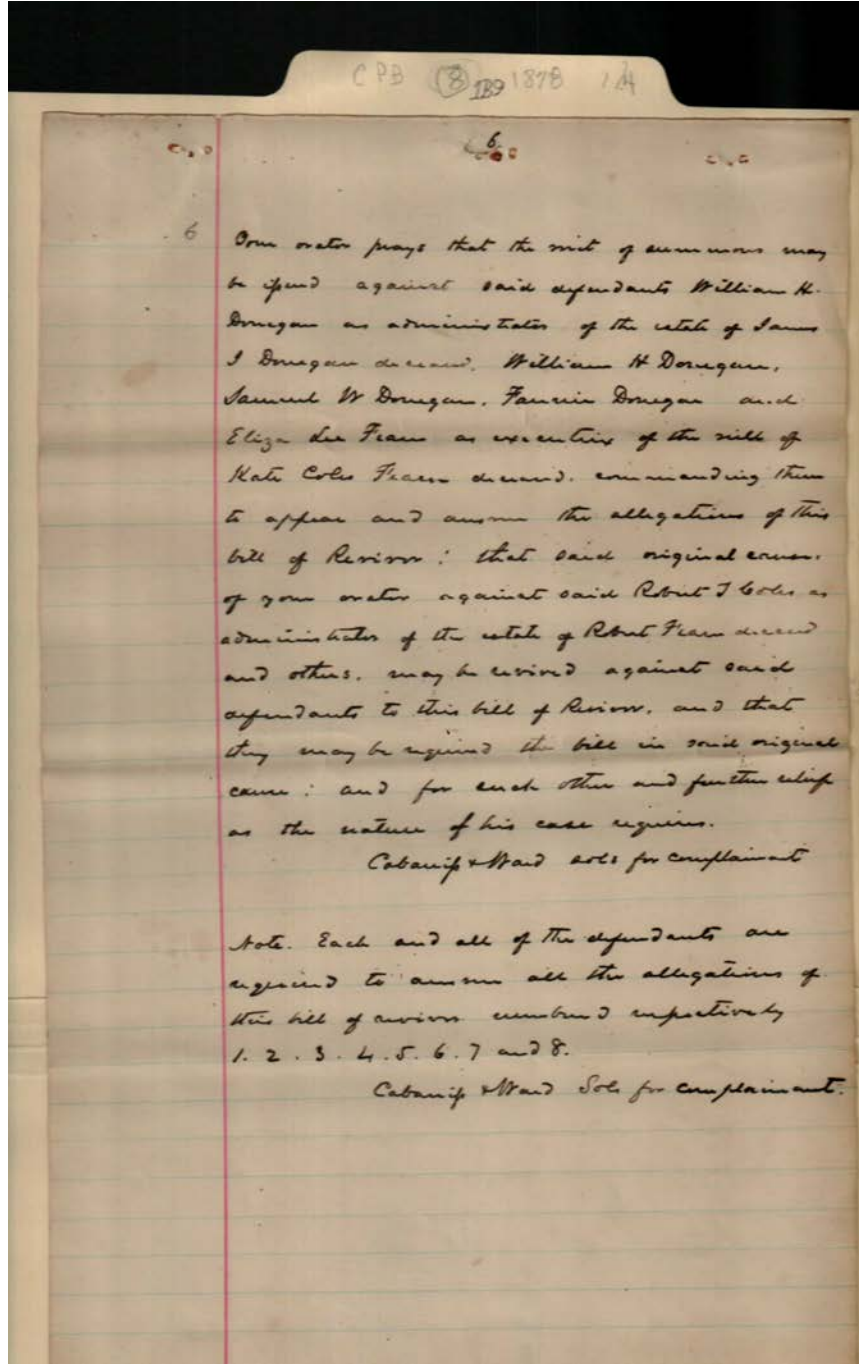 CPB 8 1B9 1878
6
6
Your orator prays that the writ of summons may
be issued against said defendants William H.
Donegan as administrator of the estate of James
J Donegan deceased, William H Donegan,
Samuel W Donegan, Fannie Donegan and
Eliza Lee Fearn as executrix of the will of
Kate Coles Fearn deceased. commanding them
to appear and answer the allegations of this
bill of Revivor: that said original cause,
of your orator against said Robert T Coles as
administrator of the estate of Robert Fearn deceased
and others. may be revived against said
defendants to this bill of Revivor, and that
they may be required the bill in said original
cause: and for such other and further relief
as the nature of his case requires.
Cabaniss & Ward sols for complainant
Note. Each and all of the defendants are
required to answer all the allegations of
this bill of revivor numbered respectively
1. 2. 3. 4. 5. 6. 7 and 8.
Cabaniss & Ward Sols for complainant.